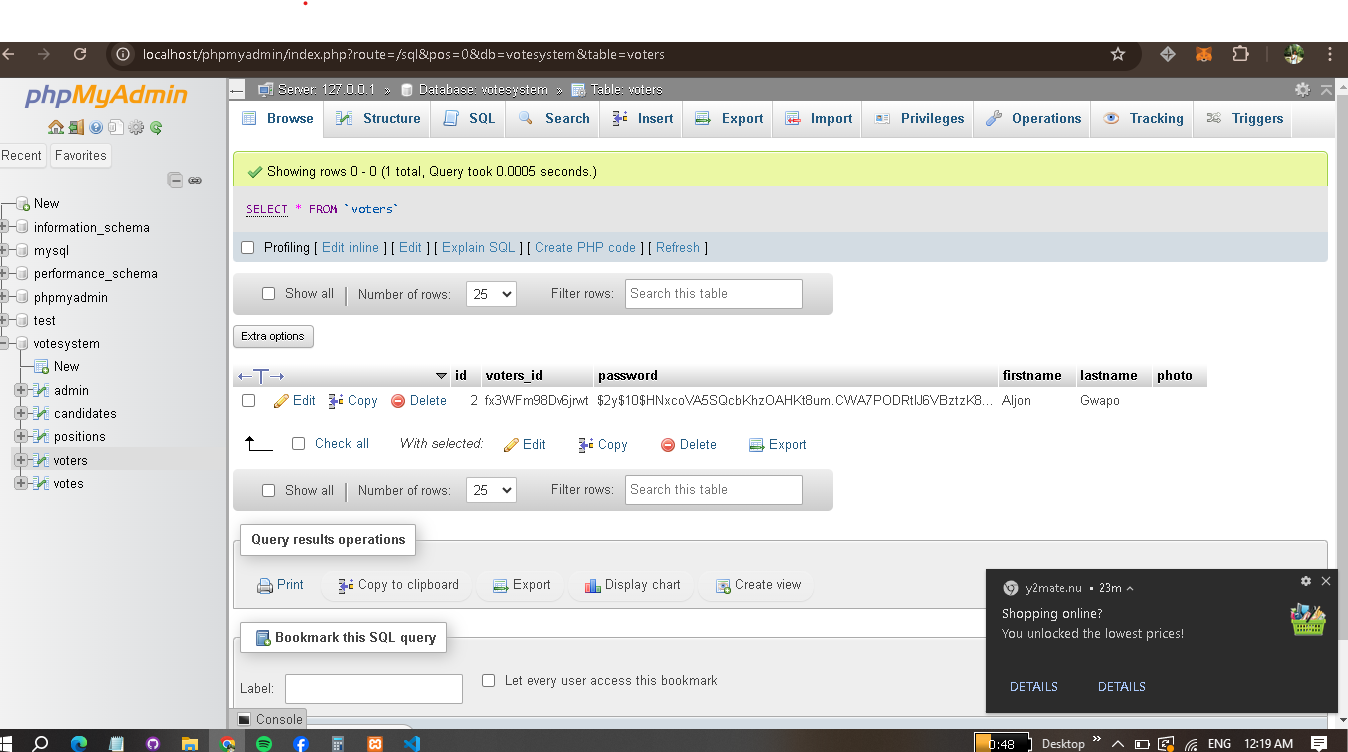 localhost/phpmyadmin/index.php?route=/sql&pos=0&db=votesystem&table=voters
phpMyAdmin
Server: 127.0.0.1 » Database: votesystem » Table: voters
Browse Structure SQL Search Insert Export Import Privileges Operations Tracking Triggers
Recent Favorites
New
information_schema
mysql
performance_schema
phpmyadmin
test
votesystem
New
admin
candidates
positions
voters
votes
Showing rows 0 - 0 (1 total, Query took 0.0005 seconds.)
SELECT * FROM `voters`
Profiling [ Edit inline ] [ Edit ] [ Explain SQL ] [ Create PHP code ] [ Refresh ]
Show all | Number of rows: 25 Filter rows: Search this table
Extra options
←T→ id voters_id password firstname lastname photo
Edit Copy Delete 2 fx3WFm98Dv6jrwt $2y$10$HNxcoVA5SQcbKhzOAHKt8um.CWA7PODRtIJ6VBztzK8... Aljon Gwapo
Check all With selected: Edit Copy Delete Export
Show all | Number of rows: 25 Filter rows: Search this table
Query results operations
Print Copy to clipboard Export Display chart Create view
Bookmark this SQL query
Label: Let every user access this bookmark
Console
y2mate.nu • 23m
Shopping online?
You unlocked the lowest prices!
DETAILS DETAILS
0:48 Desktop » ENG 12:19 AM